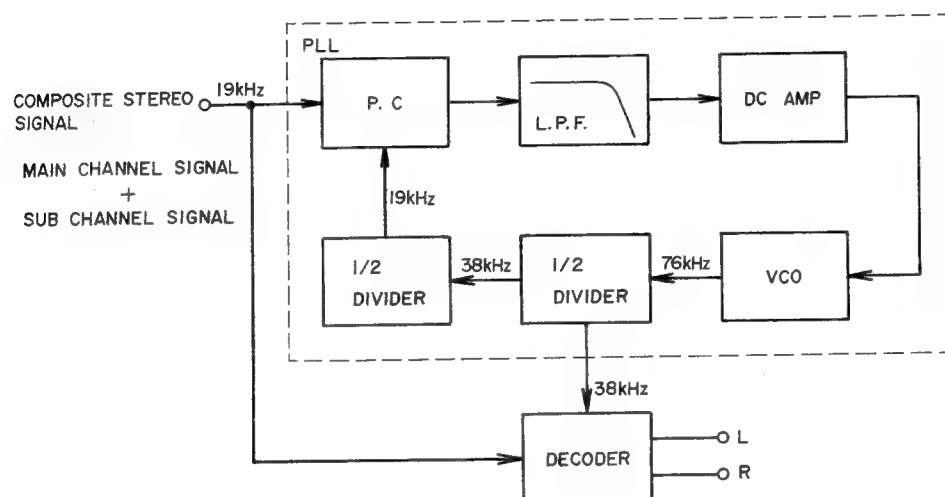 PLL
19kHz
COMPOSITE STEREO
SIGNAL
MAIN CHANNEL SIGNAL
+
SUB CHANNEL SIGNAL
P. C
L.P.F.
DC AMP
19kHz
1/2
DIVIDER
38kHz
1/2
DIVIDER
76kHz
VCO
38kHz
DECODER
L
R